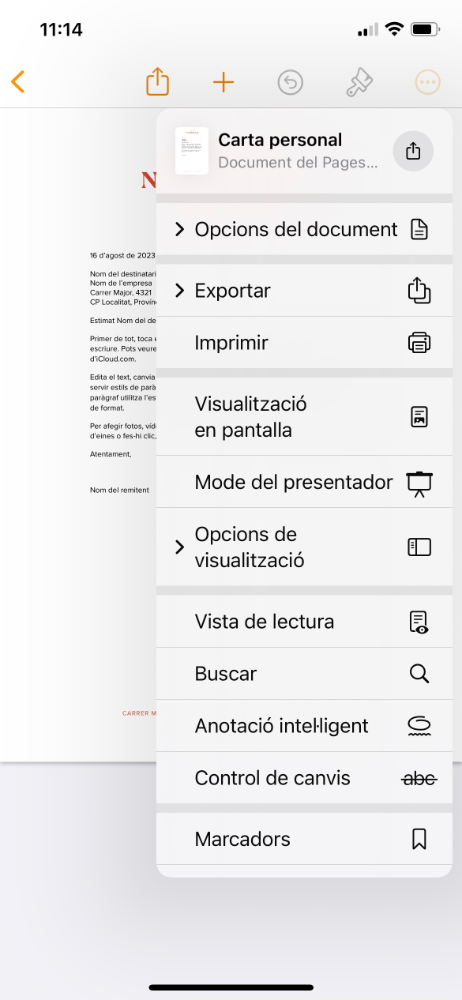 11:14
Carta personal
Document del Pages...
N
Opcions del document
16 d'agost de 2023
Nom del destinatari
Nom de l'empresa
Carrer Major, 4321
CP Localitat, Provínc
Exportar
Estimat Nom del de
Imprimir
Primer de tot, toca
escriure. Pots veure
d'iCloud.com.
Edita el text, canvia
servir estils de parà
paràgraf utilitza l'es
de format.
Visualització
en pantalla
Per afegir fotos, víd
d'eines o fes-hi clic,
Atentament,
Mode del presentador
Nom del remitent
Opcions de
visualització
Vista de lectura
Buscar
CARRER M
Anotació intel·ligent
Control de canvis
abc
Marcadors